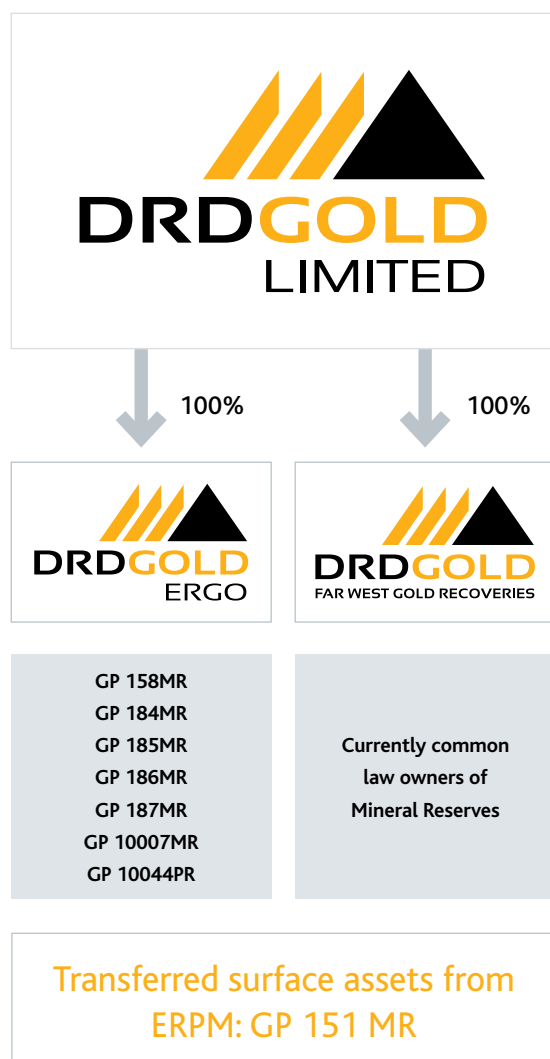 DRDGOLD
LIMITED
100%
100%
DRDGOLD
ERGO
DRDGOLD
FAR WEST GOLD RECOVERIES
GP 158MR
GP 184MR
GP 185MR
GP 186MR
GP 187MR
GP 10007MR
GP 10044PR
Currently common
law owners of
Mineral Reserves
Transferred surface assets from
ERPM: GP 151 MR